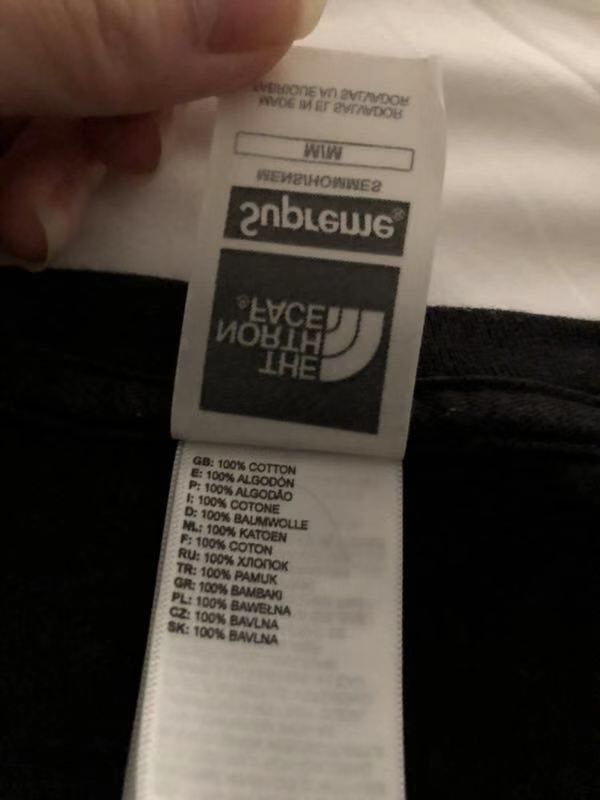 THE
NORTH
FACE®
Supreme®
MENS/HOMMES
M/M
MADE IN EL SALVADOR
FABRIQUE AU SALVADOR
GB: 100% COTTON
E: 100% ALGODÓN
P: 100% ALGODÃO
I: 100% COTONE
D: 100% BAUMWOLLE
NL: 100% KATOEN
F: 100% COTON
RU: 100% ХЛОПОК
TR: 100% PAMUK
GR: 100% ΒΑΜΒΑΚΙ
PL: 100% BAWEŁNA
CZ: 100% BAVLNA
SK: 100% BAVLNA